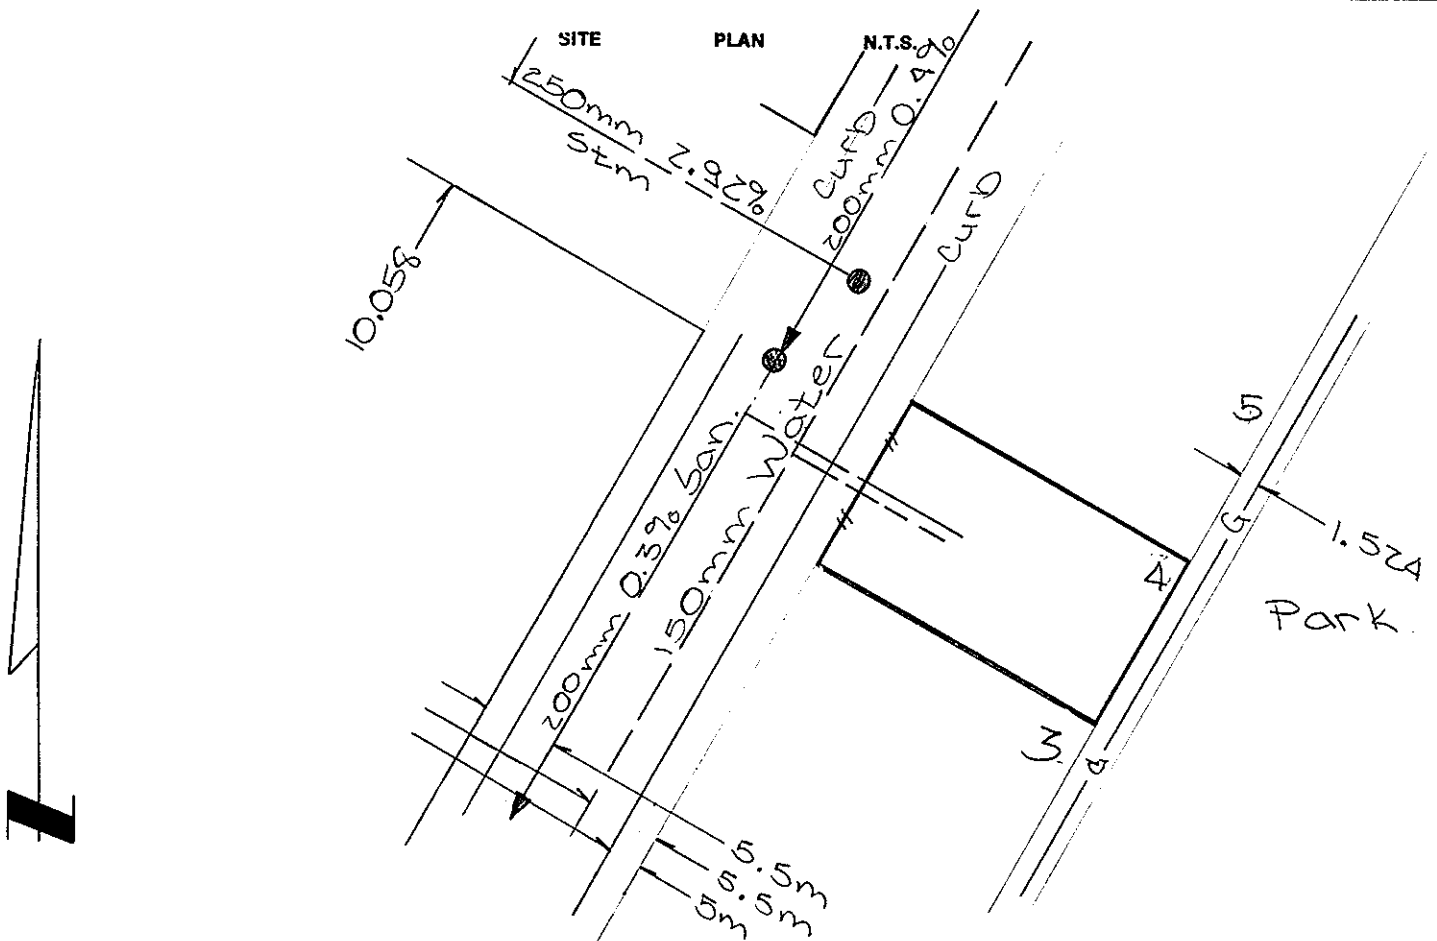 SITE PLAN N.T.S.
250mm 2.92%
Stm
Curb
200mm 0.4%
Curb
10.058
200mm 0.3% San.
150mm Water
5
G
1.524
Park.
4
3
G
5.5m
5.5m
5m